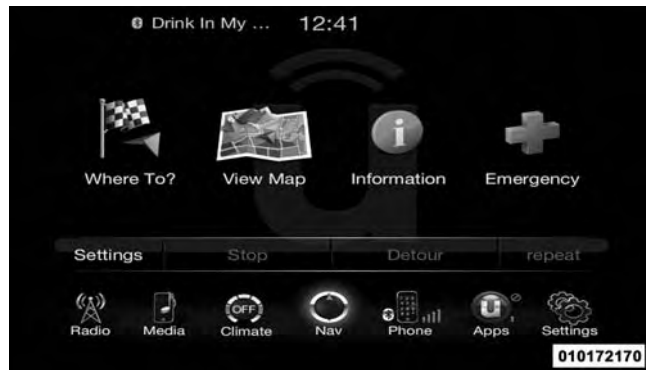 Drink In My ... 12:41
Where To? View Map Information Emergency
Settings Stop Detour repeat
OFF
Radio Media Climate Nav Phone Apps Settings
010172170